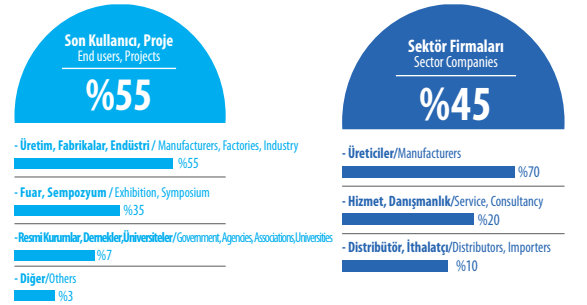 Son Kullanıcı, Proje
End users, Projects
%55
- Üretim, Fabrikalar, Endüstri / Manufacturers, Factories, Industry
%55
- Fuar, Sempozyum / Exhibition, Symposium
%35
-Resmi Kurumlar, Dernekler,Üniversiteler/Government, Agencies, Associations,Universities
%7
- Diğer/Others
%3
Sektör Firmaları
Sector Companies
%45
- Üreticiler/Manufacturers
%70
- Hizmet, Danışmanlık/Service, Consultancy
%20
- Distribütör, İthalatçı/Distributors, Importers
%10